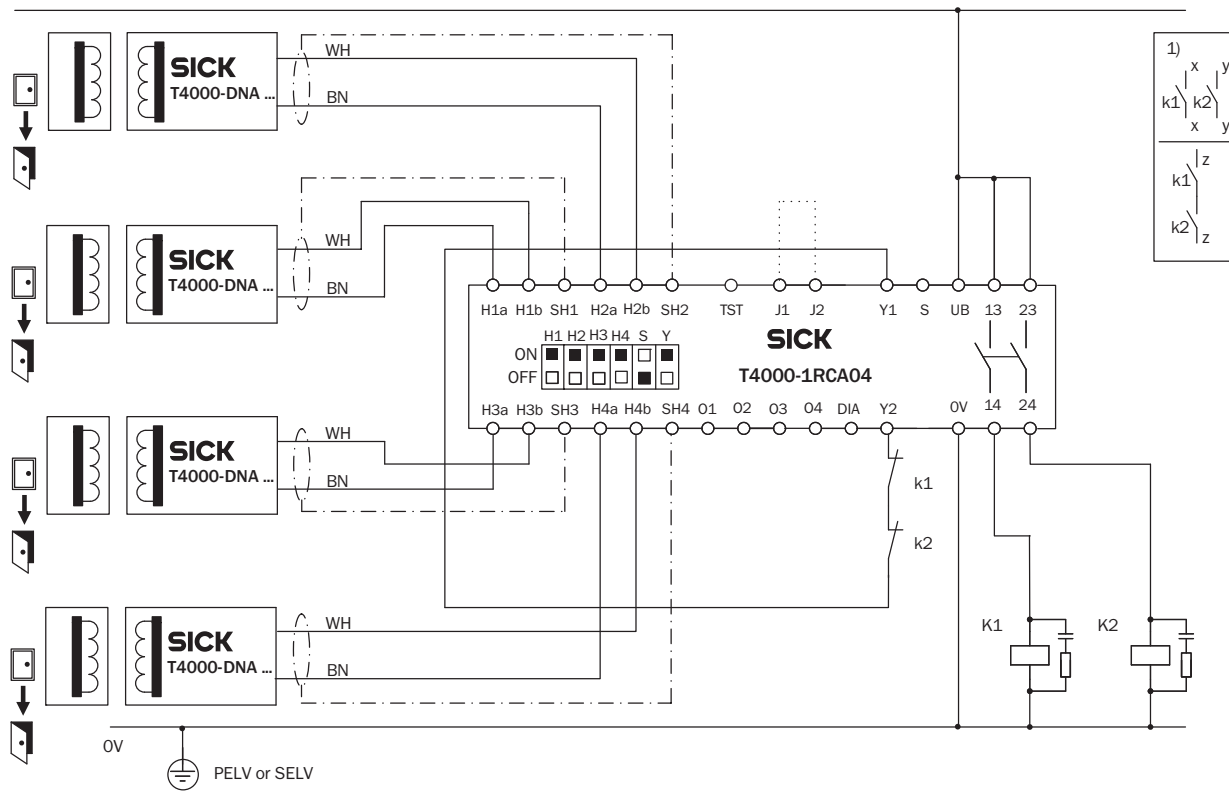 WH
SICK
T4000-DNA ...
BN
1)
x y
k1 k2
x y
z
k1
k2
z
WH
SICK
T4000-DNA ...
BN
H1a H1b SH1 H2a H2b SH2 TST J1 J2 Y1 S UB 13 23
H1 H2 H3 H4 S Y
ON
OFF
SICK
T4000-1RCA04
H3a H3b SH3 H4a H4b SH4 O1 O2 O3 O4 DIA Y2 0V 14 24
WH
SICK
T4000-DNA ...
BN
k1
k2
WH
SICK
T4000-DNA ...
BN
K1
K2
0V
PELV or SELV